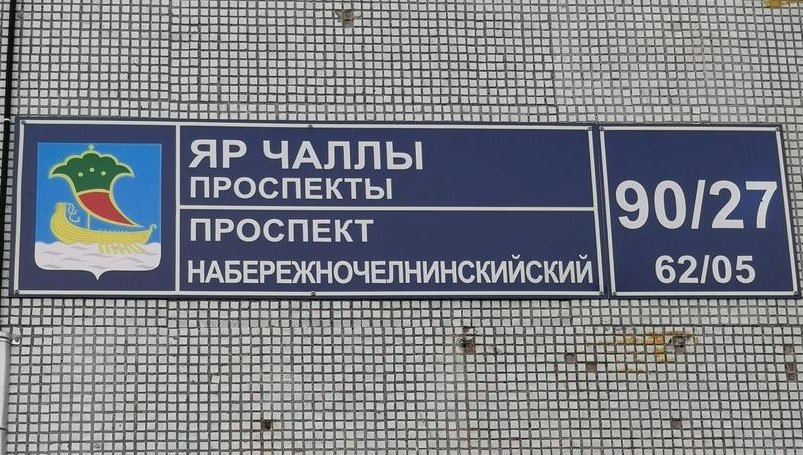 ЯР ЧАЛЛЫ
ПРОСПЕКТЫ
ПРОСПЕКТ
НАБЕРЕЖНОЧЕЛНИНСКИЙСКИЙ
90/27
62/05